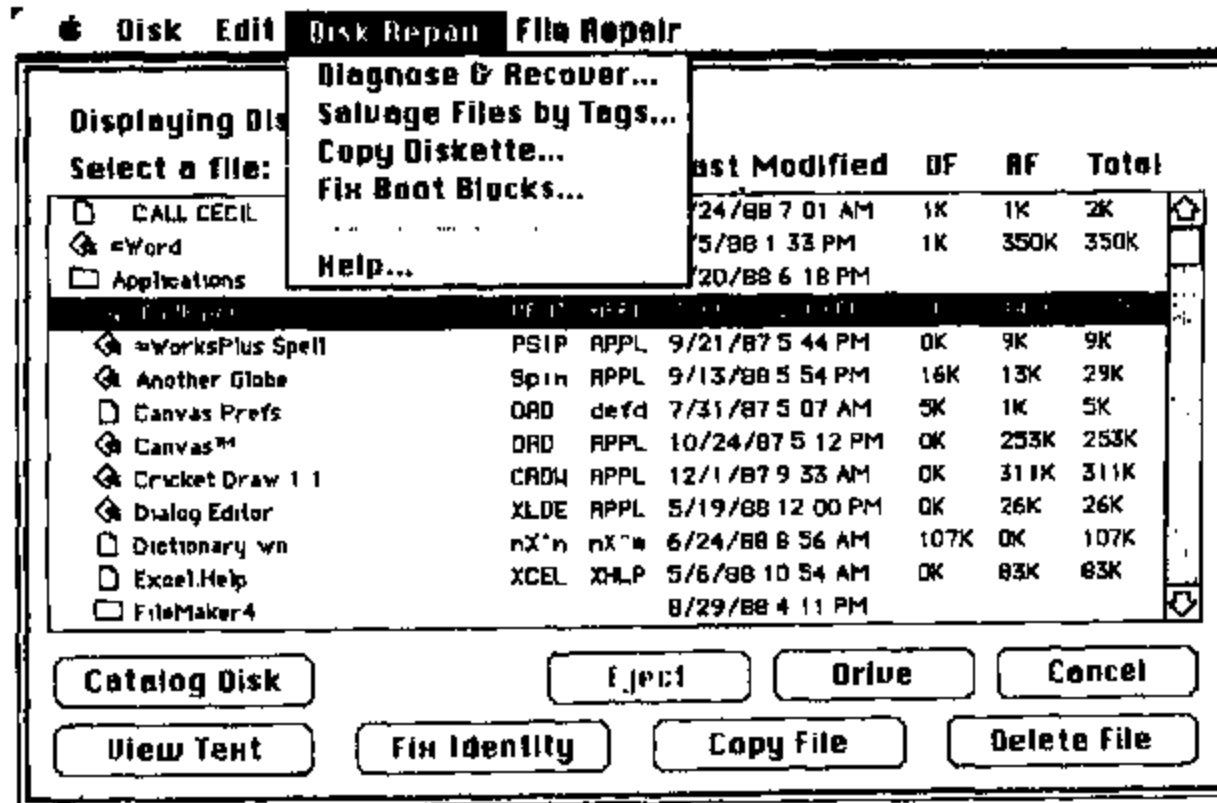 Disk Edit Disk Repair File Repair
Diagnose & Recover...
Salvage Files by Tags...
Copy Diskette...
Fix Boot Blocks...
Help...
Displaying Dis
Select a file: ast Modified DF RF Total
CALL CECIL /24/88 7 01 AM 1K 1K 2K
=Word /5/88 1 33 PM 1K 350K 350K
Applications /20/88 6 18 PM
=WorksPlus Spell PSIP APPL 9/21/87 5 44 PM 0K 9K 9K
Another Globe Spin APPL 9/13/88 5 54 PM 16K 13K 29K
Canvas Prefs DAD defd 7/31/87 5 07 AM 5K 1K 5K
Canvas™ DAD APPL 10/24/87 5 12 PM 0K 253K 253K
Cricket Draw 1 1 CRDW APPL 12/1/87 9 33 AM 0K 311K 311K
Dialog Editor XLDE APPL 5/19/88 12 00 PM 0K 26K 26K
Dictionary wn 6/24/88 8 56 AM 107K 0K 107K
Excel.Help XCEL XHLP 5/6/88 10 54 AM 0K 83K 83K
FileMaker4 8/29/88 4 11 PM
Catalog Disk Eject Drive Cancel
View Text Fix Identity Copy File Delete File